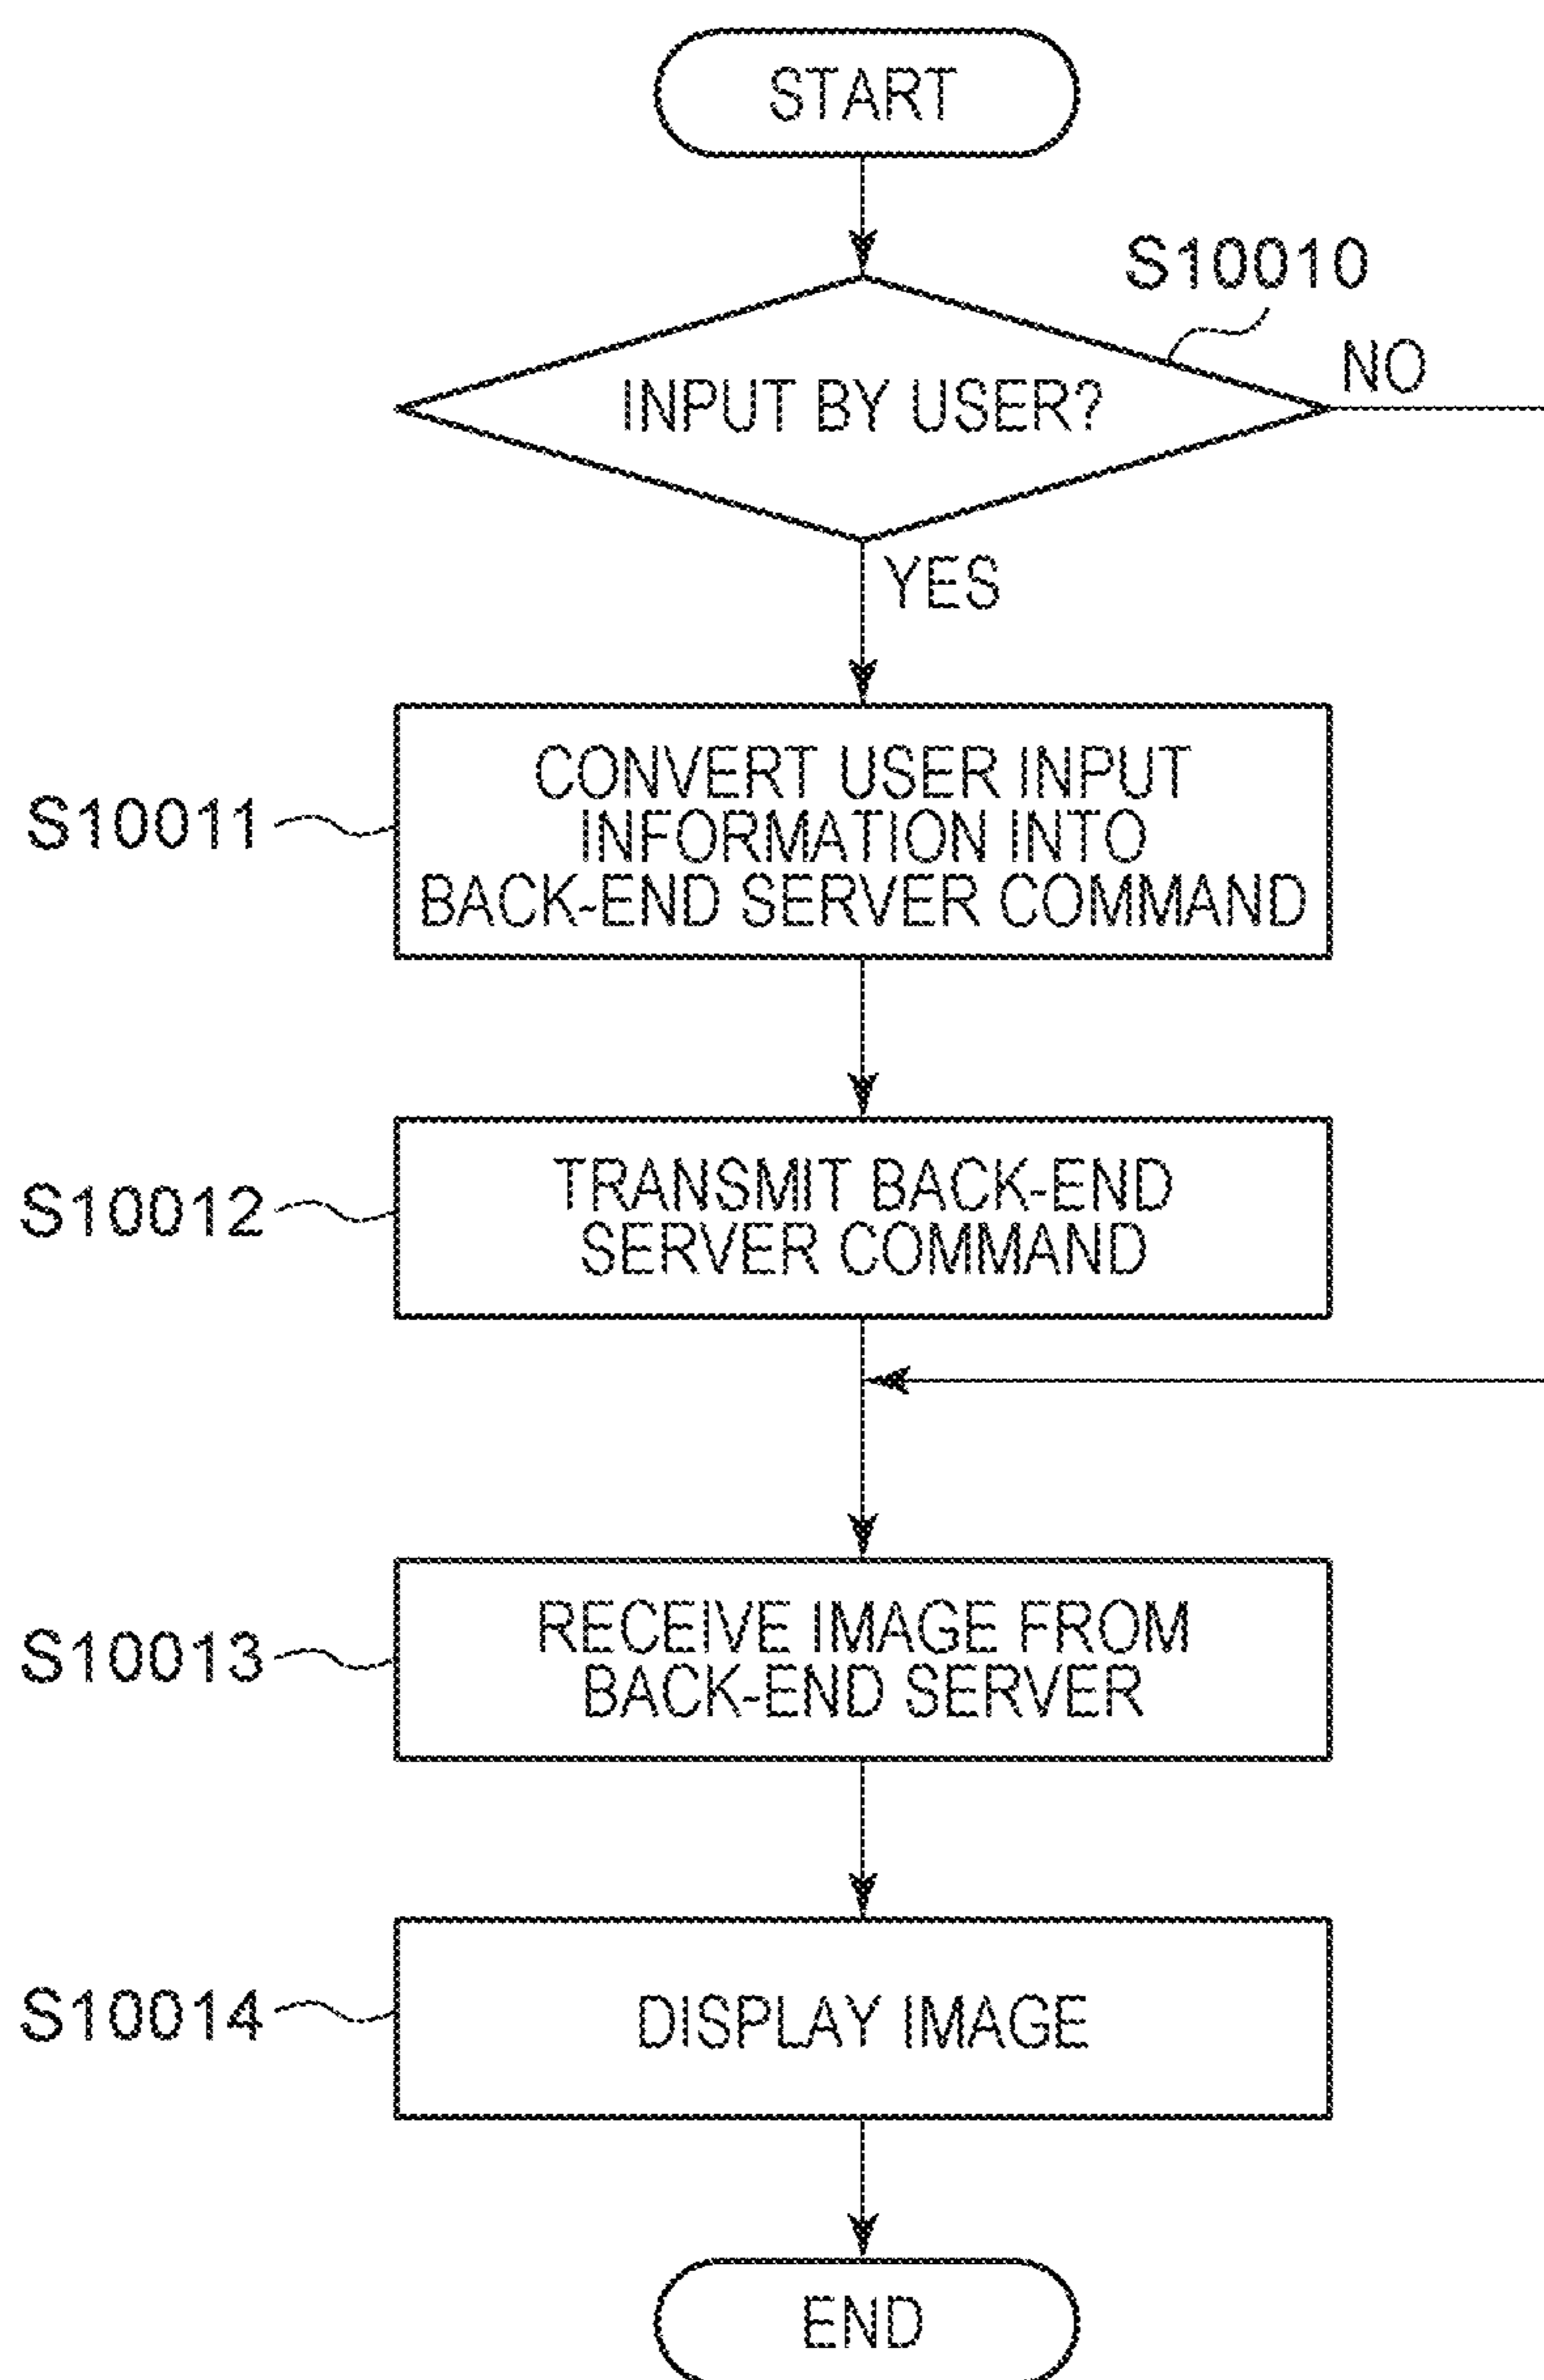 START
S10010
INPUT BY USER?
NO
YES
S10011
CONVERT USER INPUT
INFORMATION INTO
BACK-END SERVER COMMAND
S10012
TRANSMIT BACK-END
SERVER COMMAND
S10013
RECEIVE IMAGE FROM
BACK-END SERVER
S10014
DISPLAY IMAGE
END